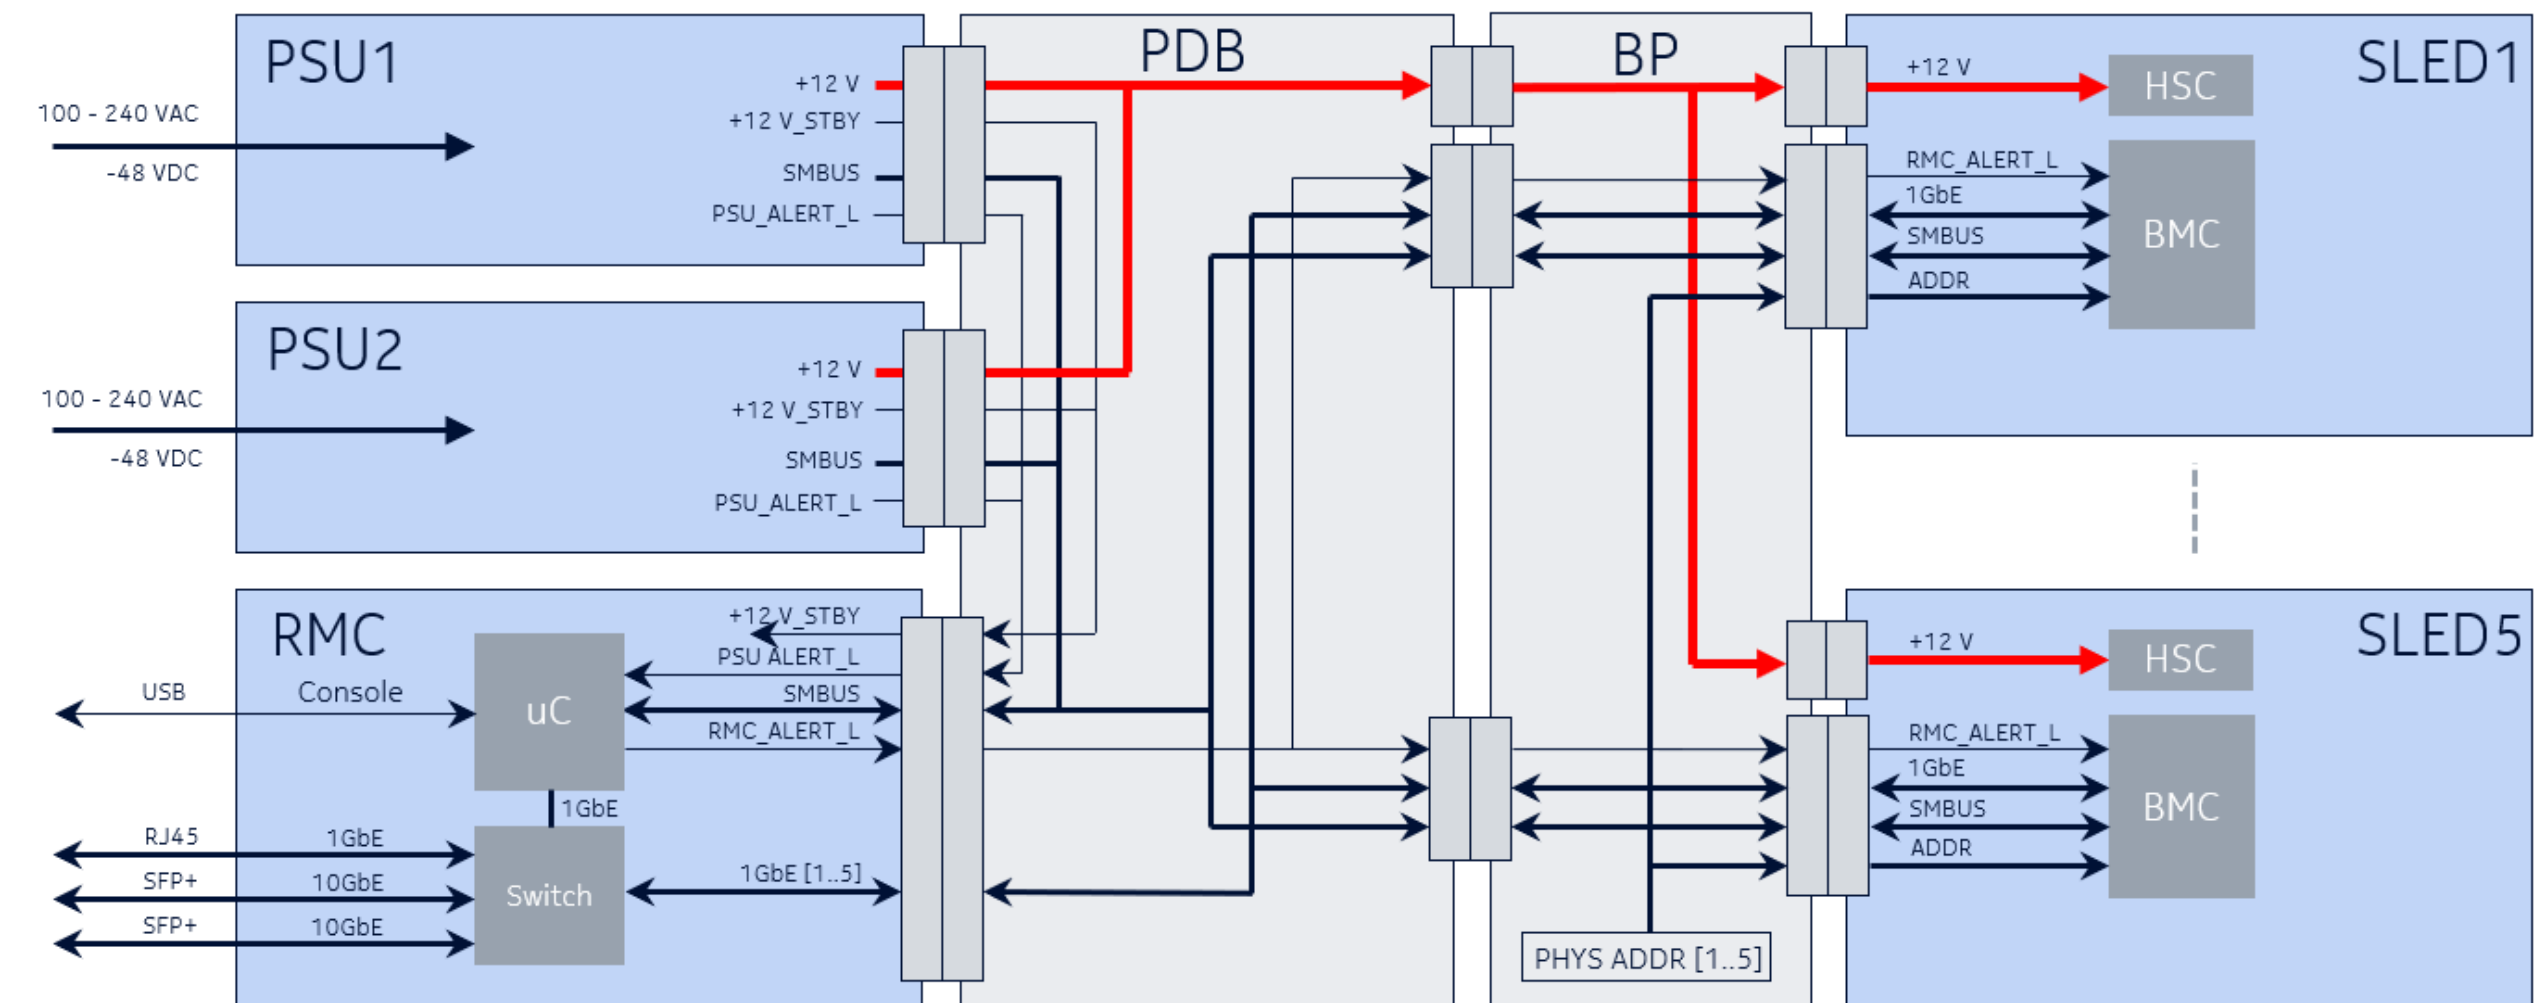 PSU1
100 - 240 VAC
-48 VDC
+12 V
+12 V_STBY
SMBUS
PSU_ALERT_L
PSU2
100 - 240 VAC
-48 VDC
+12 V
+12 V_STBY
SMBUS
PSU_ALERT_L
RMC
+12 V_STBY
PSU ALERT_L
SMBUS
RMC_ALERT_L
USB
Console
uC
1GbE
RJ45
1GbE
SFP+
10GbE
SFP+
10GbE
Switch
1GbE [1..5]
PDB
BP
PHYS ADDR [1..5]
SLED1
+12 V
HSC
RMC_ALERT_L
1GbE
SMBUS
ADDR
BMC
SLED5
+12 V
HSC
RMC_ALERT_L
1GbE
SMBUS
ADDR
BMC